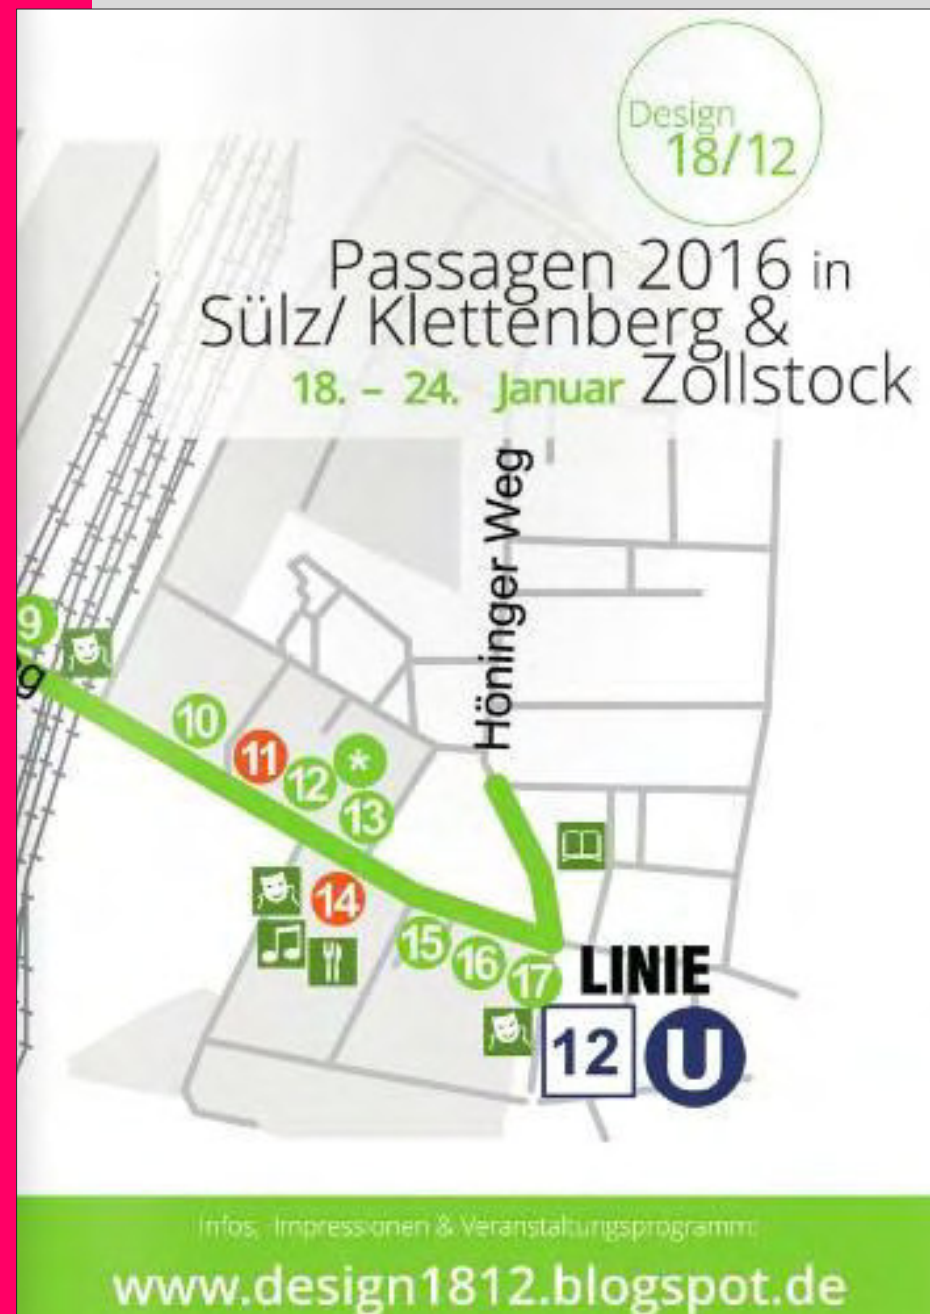 Design
18/12
Passagen 2016 in
Sülz/ Klettenberg &
18. – 24. Januar Zollstock
Höninger Weg
9
g
10
11
12
*
13
14
15
16
17
LINIE
12 U
Infos, Impressionen & Veranstaltungsprogramm:
www.design1812.blogspot.de